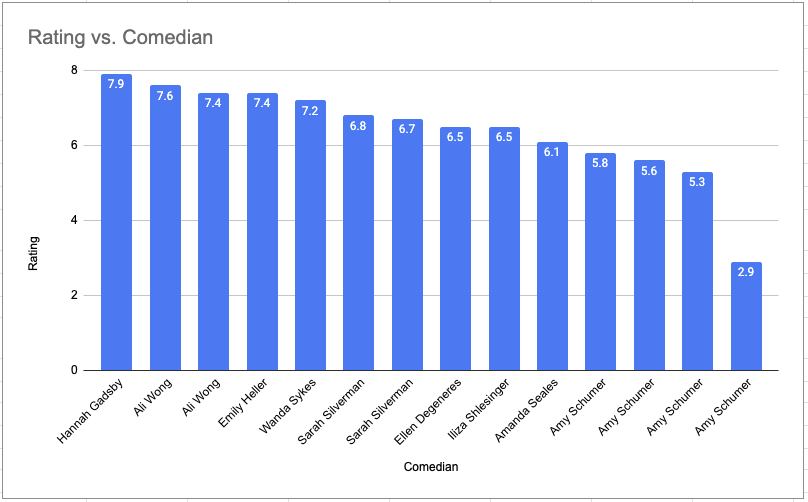 Rating vs. Comedian
8
6
4
2
0
Rating
7.9
7.6
7.4
7.4
7.2
6.8
6.7
6.5
6.5
6.1
5.8
5.6
5.3
2.9
Hannah Gadsby
Ali Wong
Ali Wong
Emily Heller
Wanda Sykes
Sarah Silverman
Sarah Silverman
Ellen Degeneres
Iliza Shlesinger
Amanda Seales
Amy Schumer
Amy Schumer
Amy Schumer
Amy Schumer
Comedian